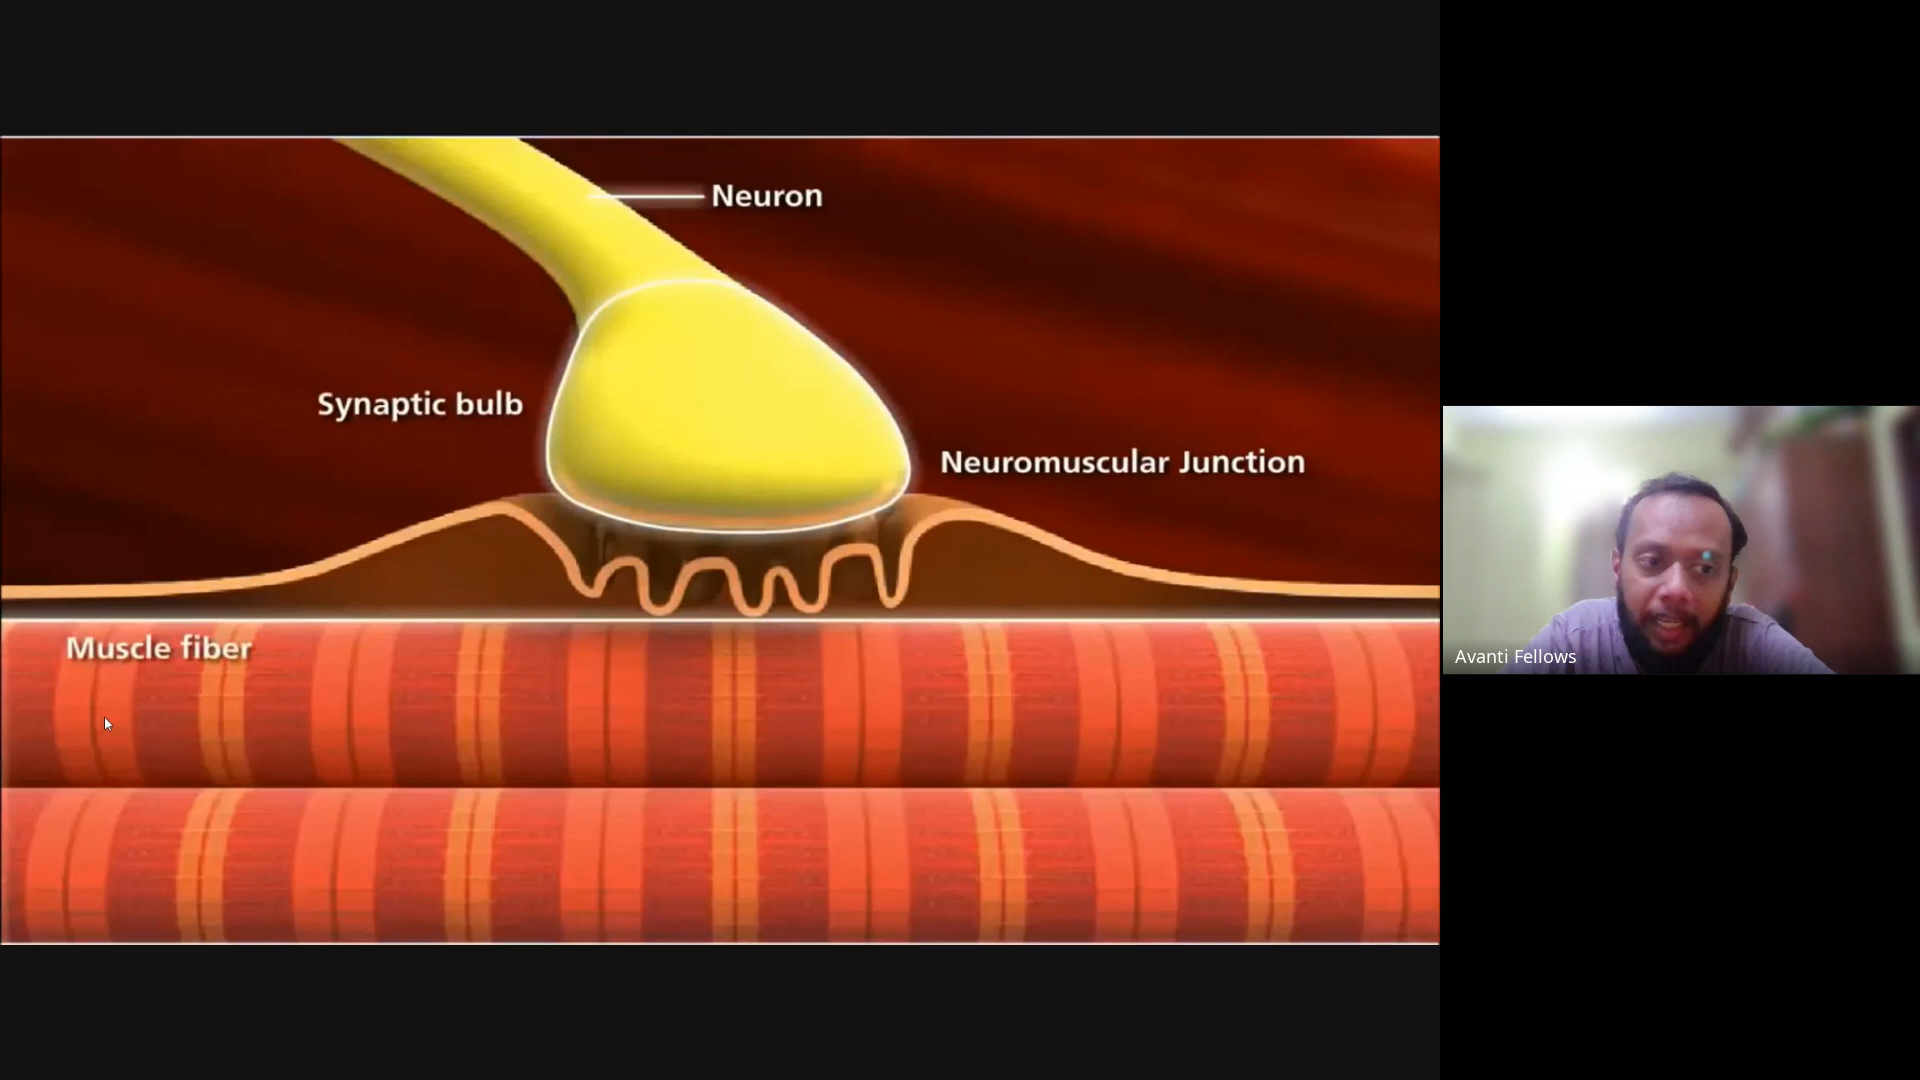 Neuron
Synaptic bulb
Neuromuscular Junction
Muscle fiber
Avanti Fellows